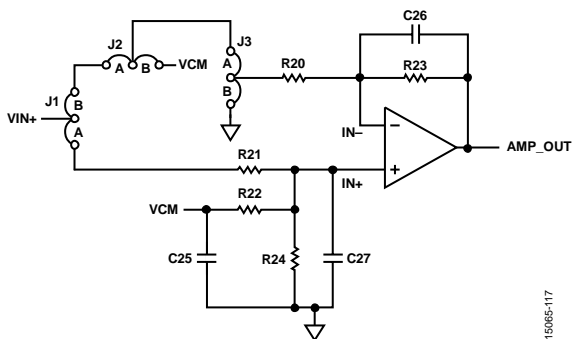 C26
J2
J3
A
B
VCM
A
R20
R23
J1
B
B
VIN+
A
IN–
–
AMP_OUT
R21
+
IN+
VCM
R22
C25
R24
C27
15065-117